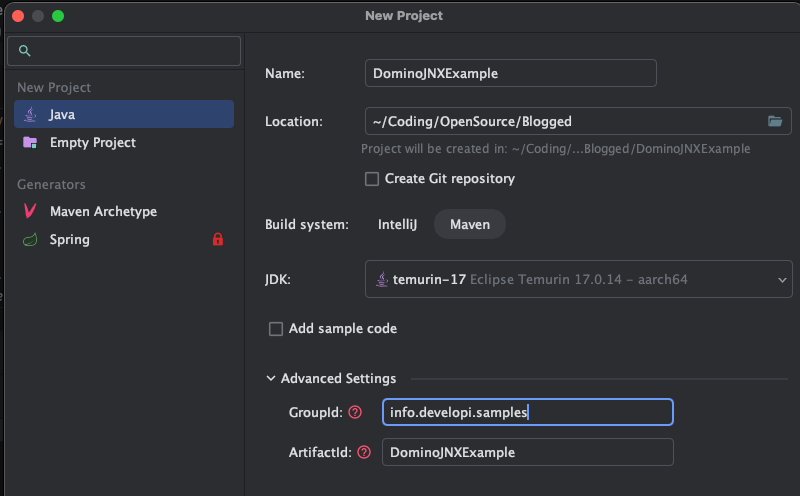 New Project
New Project
Java
Empty Project
Generators
Maven Archetype
Spring
Name: DominoJNXExample
Location: ~/Coding/OpenSource/Blogged
Project will be created in: ~/Coding/...Blogged/DominoJNXExample
Create Git repository
Build system: IntelliJ Maven
JDK: temurin-17 Eclipse Temurin 17.0.14 - aarch64
Add sample code
Advanced Settings
GroupId: ? info.developi.samples
ArtifactId: ? DominoJNXExample